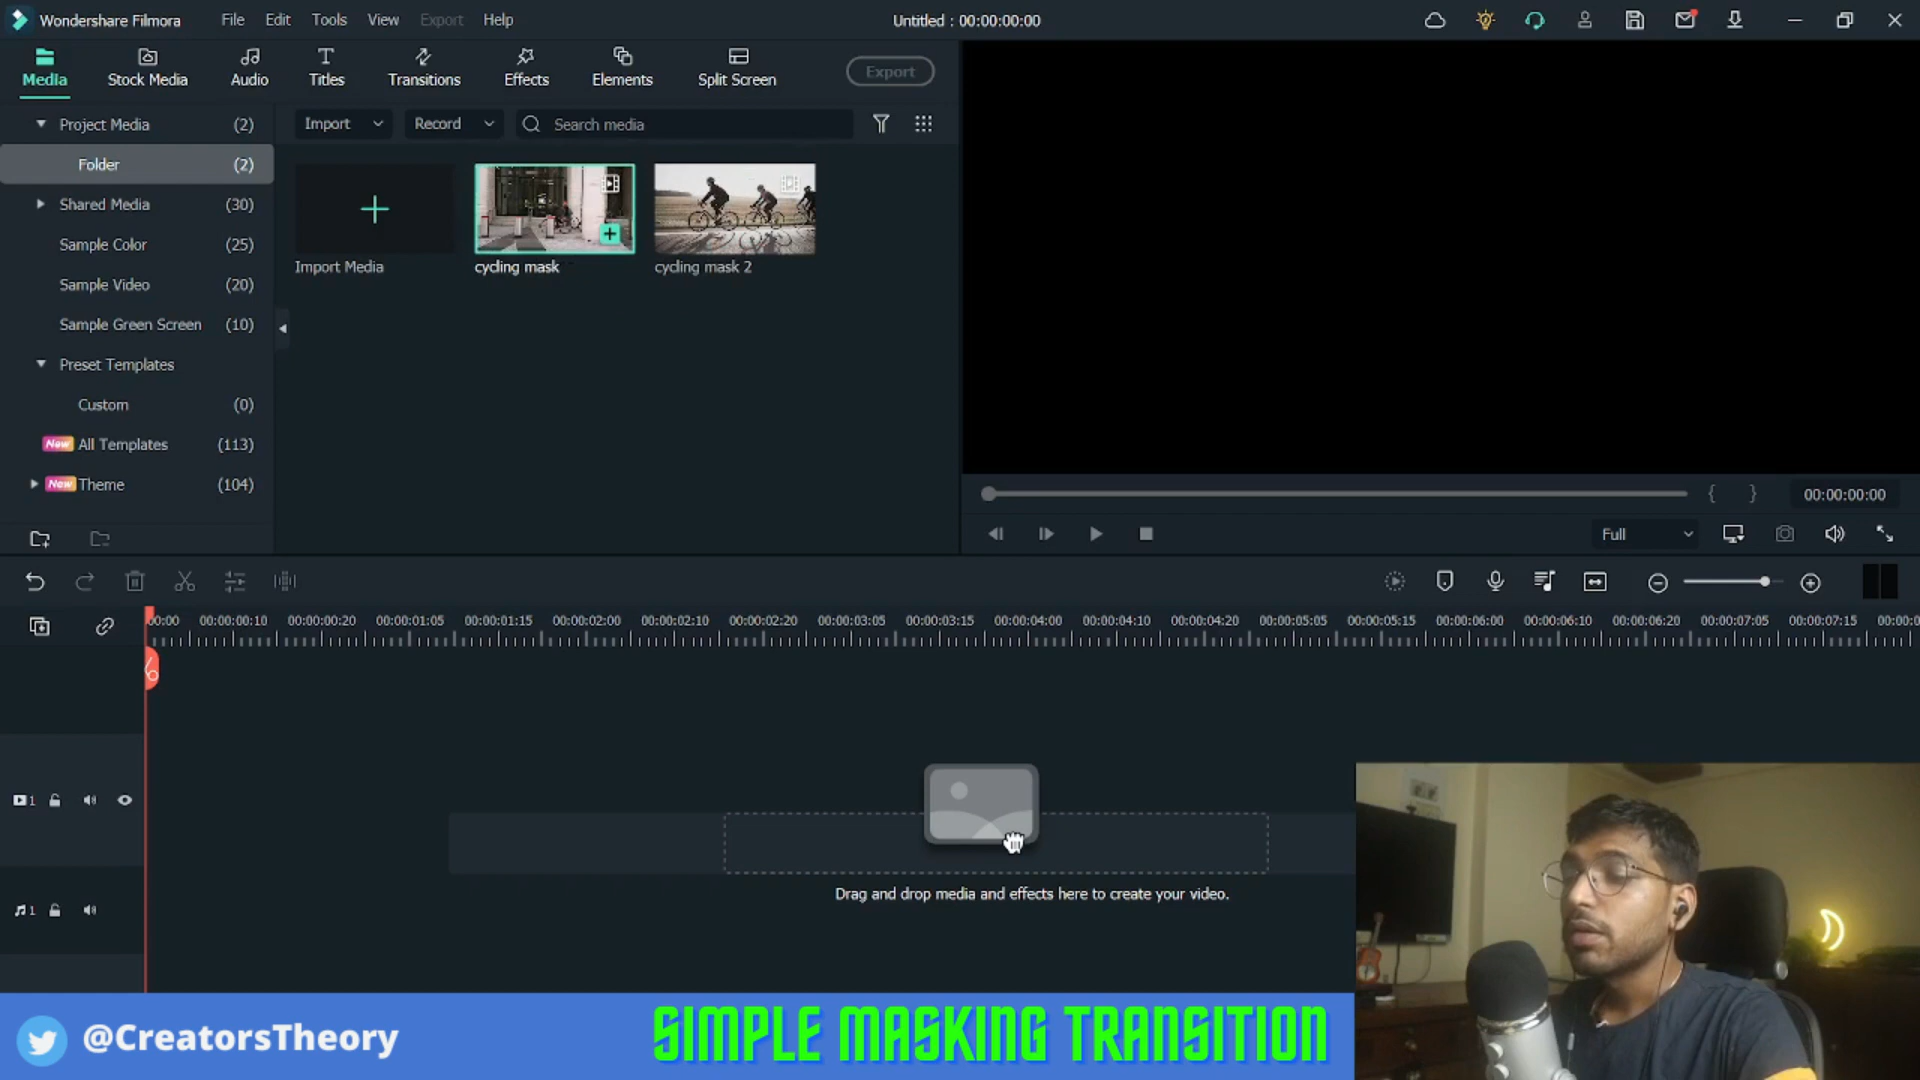 Wondershare Filmora File Edit Tools View Export Help Untitled : 00:00:00:00
Media Stock Media Audio Titles Transitions Effects Elements Split Screen Export
Project Media (2)
Folder (2)
Shared Media (30)
Sample Color (25)
Sample Video (20)
Sample Green Screen (10)
Preset Templates
Custom (0)
New All Templates (113)
New Theme (104)
Import Record Search media
Import Media cycling mask cycling mask 2
00:00:00:00
Full
00:00 00:00:00:10 00:00:00:20 00:00:01:05 00:00:01:15 00:00:02:00 00:00:02:10 00:00:02:20 00:00:03:05 00:00:03:15 00:00:04:00 00:00:04:10 00:00:04:20 00:00:05:05 00:00:05:15 00:00:06:00 00:00:06:10 00:00:06:20 00:00:07:05 00:00:07:15 00:00:0
1
Drag and drop media and effects here to create your video.
1
@CreatorsTheory
SIMPLE MASKING TRANSITION